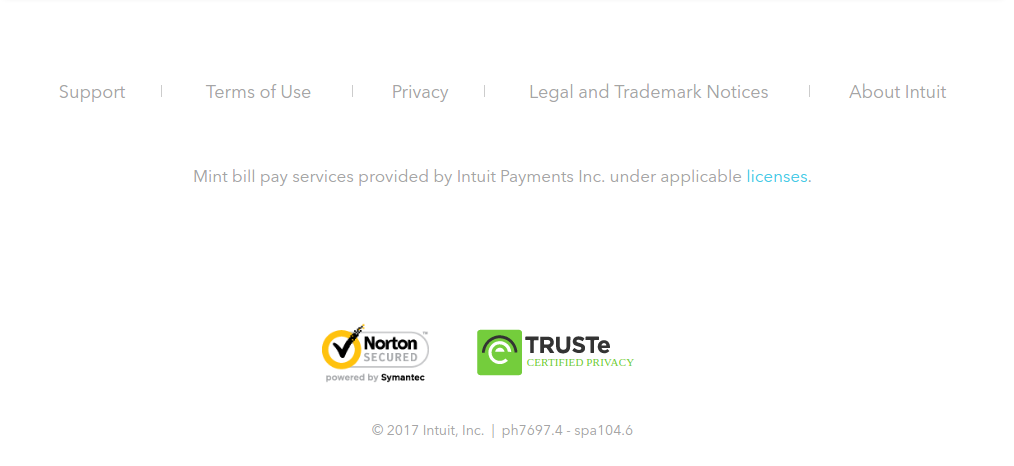 Support | Terms of Use | Privacy | Legal and Trademark Notices | About Intuit
Mint bill pay services provided by Intuit Payments Inc. under applicable licenses.
Norton TRUSTe
SECURED CERTIFIED PRIVACY
powered by Symantec
© 2017 Intuit, Inc. | ph7697.4 - spa104.6